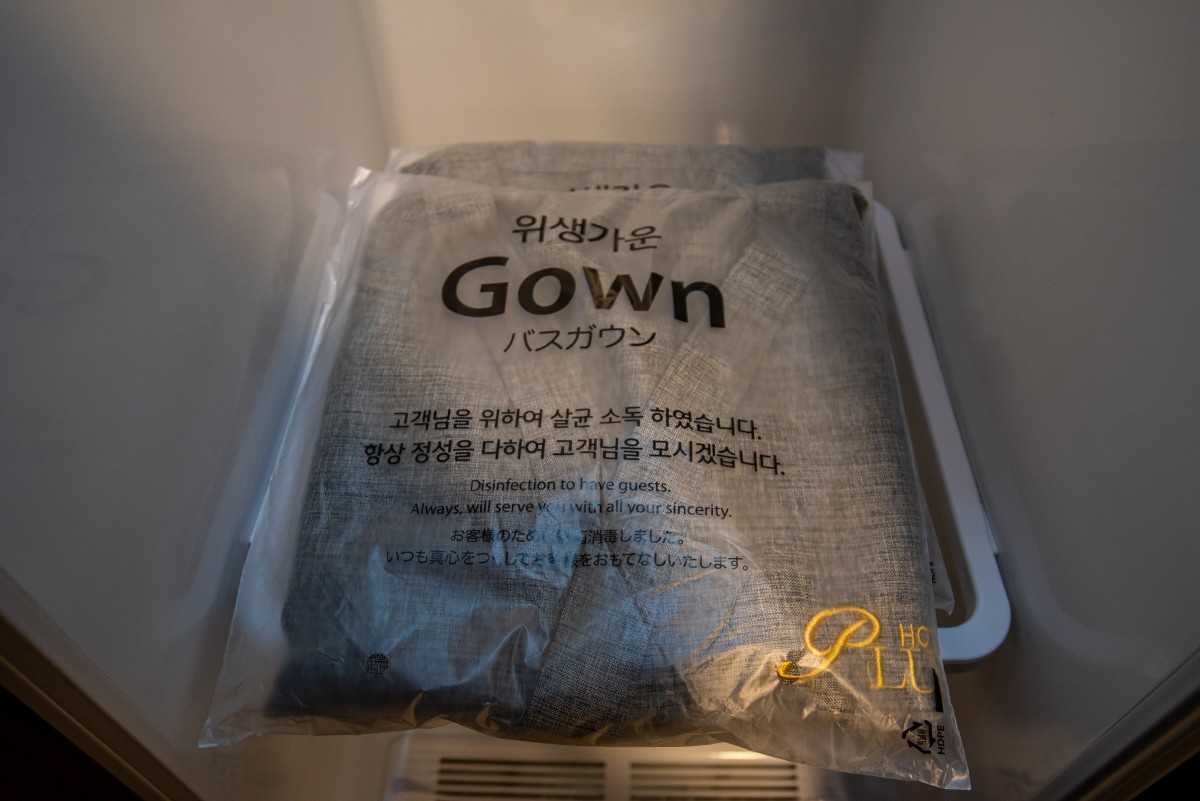 위생가운
Gown
バスガウン
고객님을 위하여 살균 소독 하였습니다.
항상 정성을 다하여 고객님을 모시겠습니다.
Disinfection to have guests.
Always, will serve you with all your sincerity.
お客様のため 消毒しました。
いつも真心を をおもてなしいたします。
P
HO
LU
HDPE